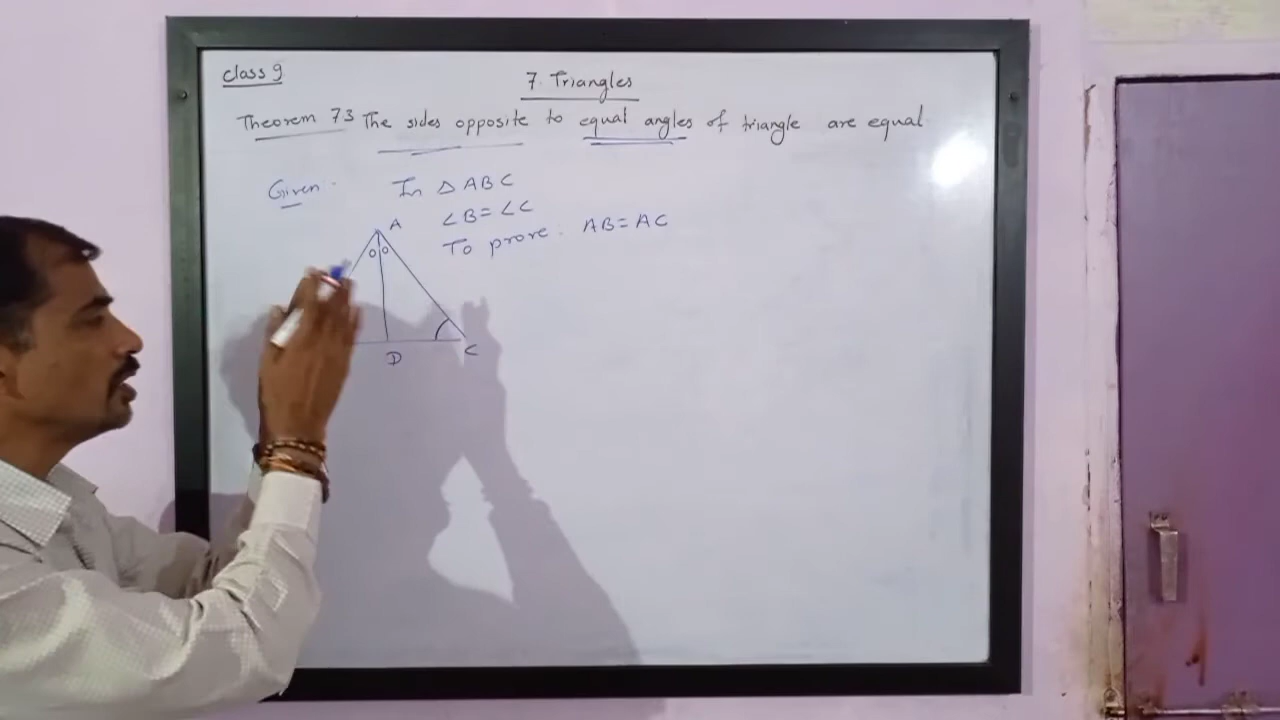 Class 9
7. Triangles
Theorem 7.3 The sides opposite to equal angles of triangle are equal
Given:
In △ ABC
∠B = ∠C
To prove: AB = AC
A
D
C